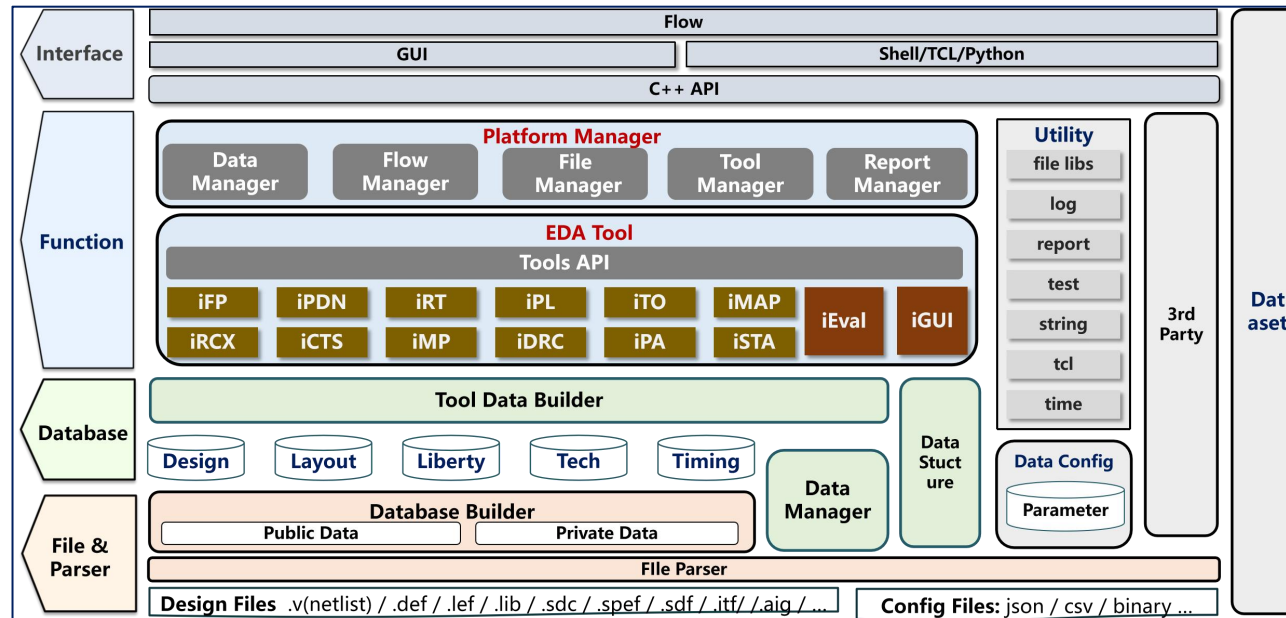 Flow
Interface
GUI
Shell/TCL/Python
C++ API
Function
Platform Manager
Data
Manager
Flow
Manager
File
Manager
Tool
Manager
Report
Manager
EDA Tool
Tools API
iFP
iPDN
iRT
iPL
iTO
iMAP
iRCX
iCTS
iMP
iDRC
iPA
iSTA
iEval
iGUI
Utility
file libs
log
report
test
string
tcl
time
3rd
Party
Dat
aset
Database
Tool Data Builder
Design
Layout
Liberty
Tech
Timing
Data
Manager
Data
Stuct
ure
Data Config
Parameter
File &
Parser
Database Builder
Public Data
Private Data
FIle Parser
Design Files .v(netlist) / .def / .lef / .lib / .sdc / .spef / .sdf / .itf/ /.aig / ...
Config Files: json / csv / binary ...